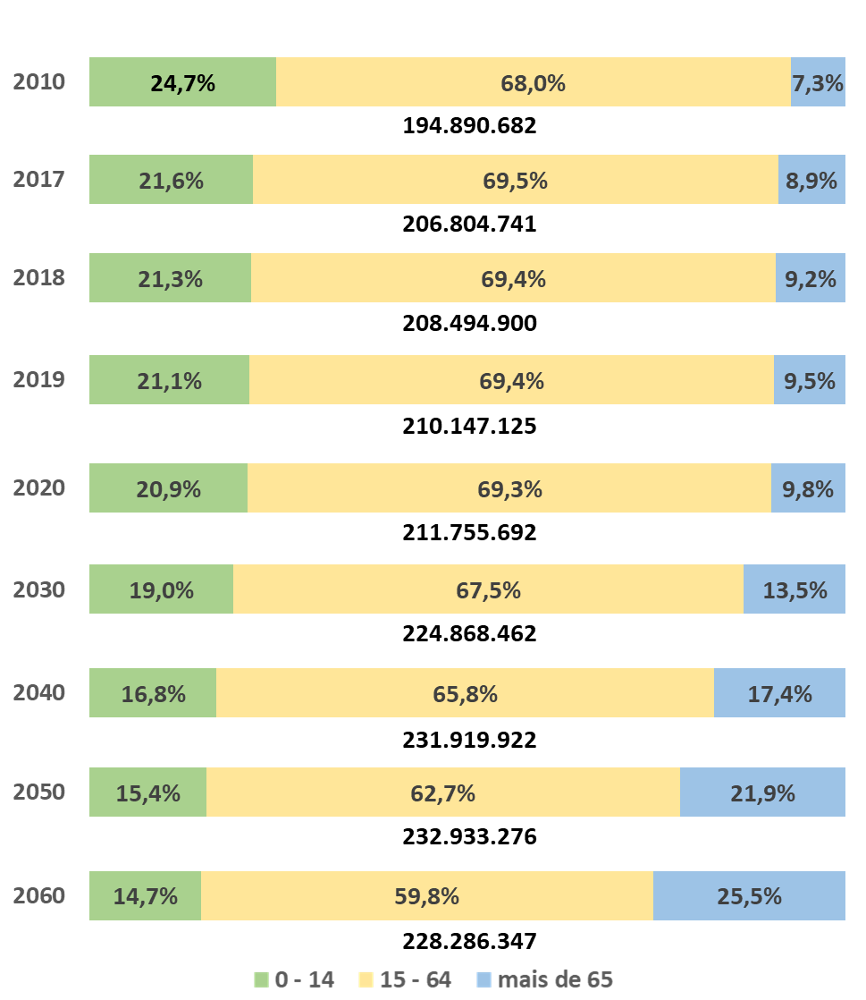 2010 24,7% 68,0% 7,3%
194.890.682
2017 21,6% 69,5% 8,9%
206.804.741
2018 21,3% 69,4% 9,2%
208.494.900
2019 21,1% 69,4% 9,5%
210.147.125
2020 20,9% 69,3% 9,8%
211.755.692
2030 19,0% 67,5% 13,5%
224.868.462
2040 16,8% 65,8% 17,4%
231.919.922
2050 15,4% 62,7% 21,9%
232.933.276
2060 14,7% 59,8% 25,5%
228.286.347
0 - 14 15 - 64 mais de 65